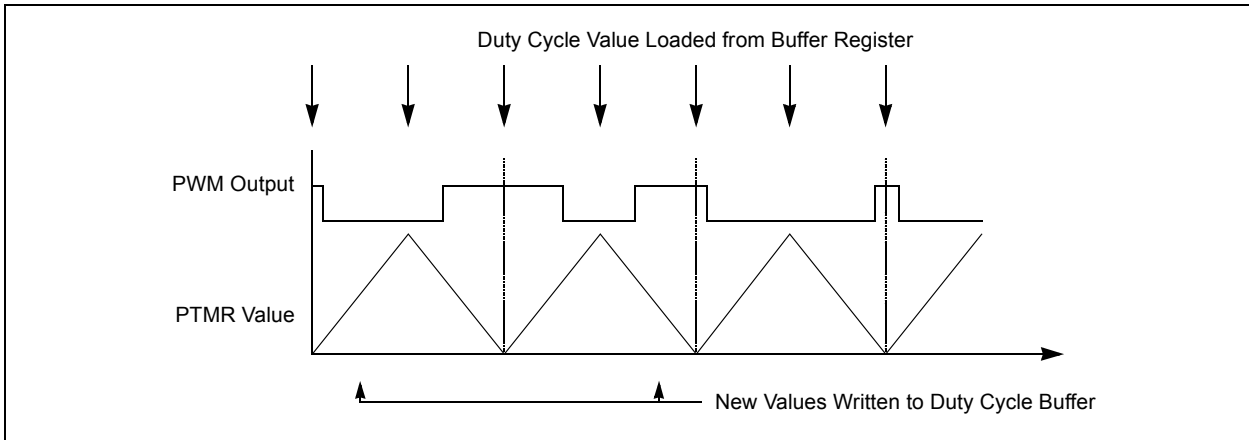 Duty Cycle Value Loaded from Buffer Register
PWM Output
PTMR Value
New Values Written to Duty Cycle Buffer